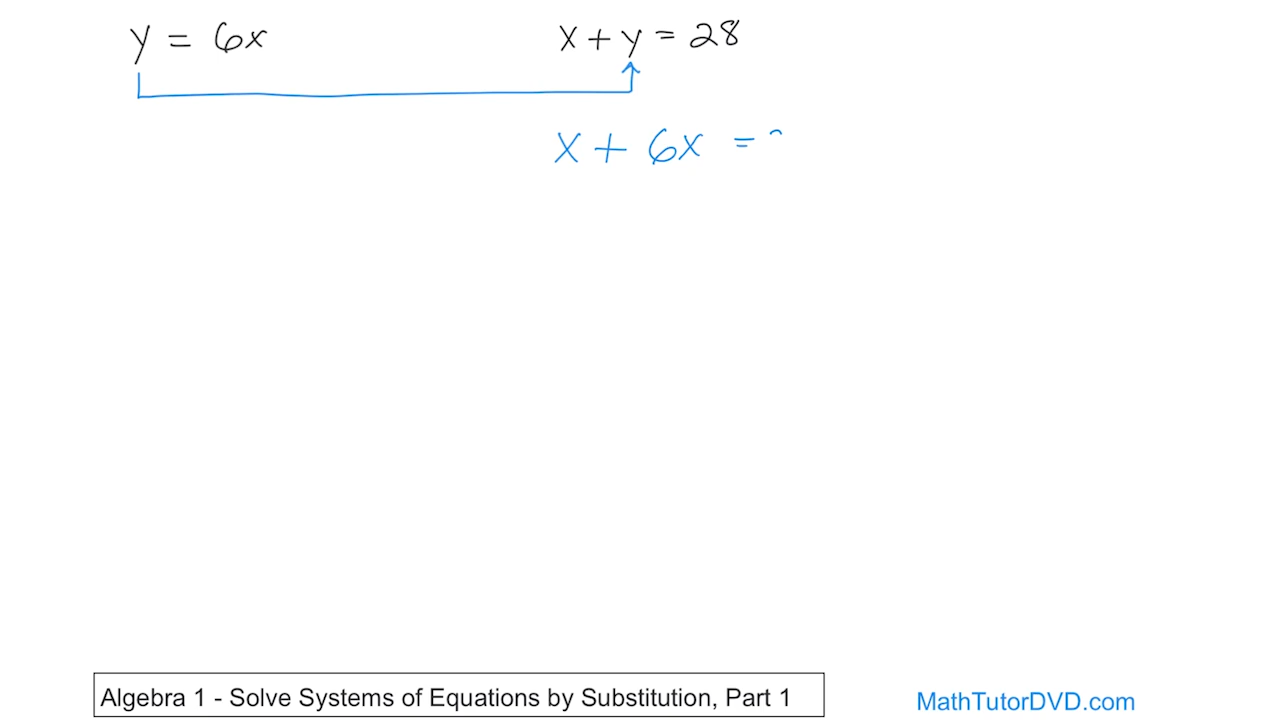 y = 6x
x + y = 28
x + 6x =
Algebra 1 - Solve Systems of Equations by Substitution, Part 1
MathTutorDVD.com